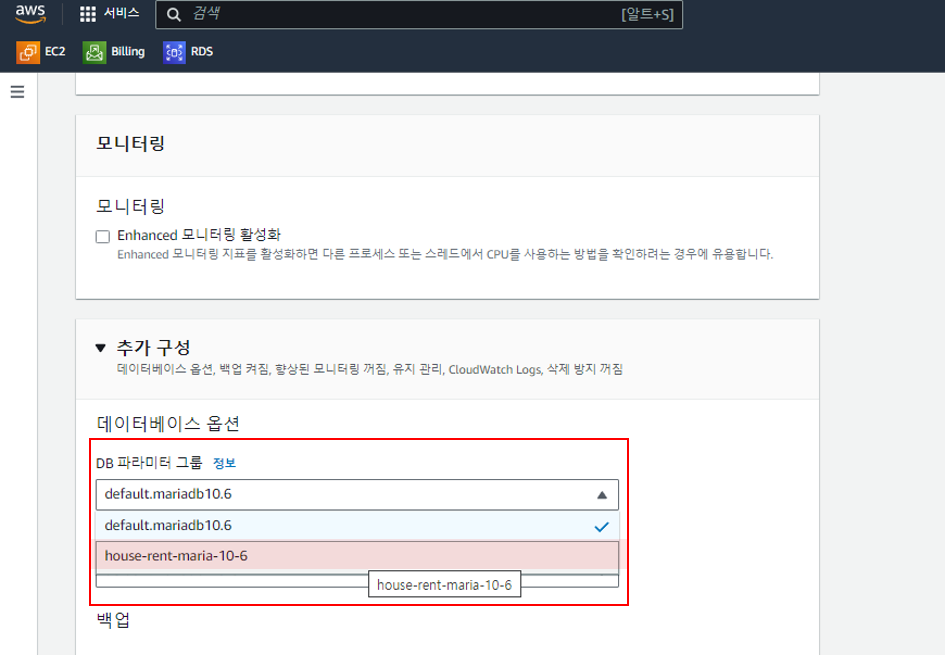 aws 서비스 검색 [알트+S]
EC2 Billing RDS
모니터링
모니터링
Enhanced 모니터링 활성화
Enhanced 모니터링 지표를 활성화하면 다른 프로세스 또는 스레드에서 CPU를 사용하는 방법을 확인하려는 경우에 유용합니다.
추가 구성
데이터베이스 옵션, 백업 켜짐, 향상된 모니터링 꺼짐, 유지 관리, CloudWatch Logs, 삭제 방지 꺼짐
데이터베이스 옵션
DB 파라미터 그룹 정보
default.mariadb10.6
default.mariadb10.6
house-rent-maria-10-6
house-rent-maria-10-6
백업